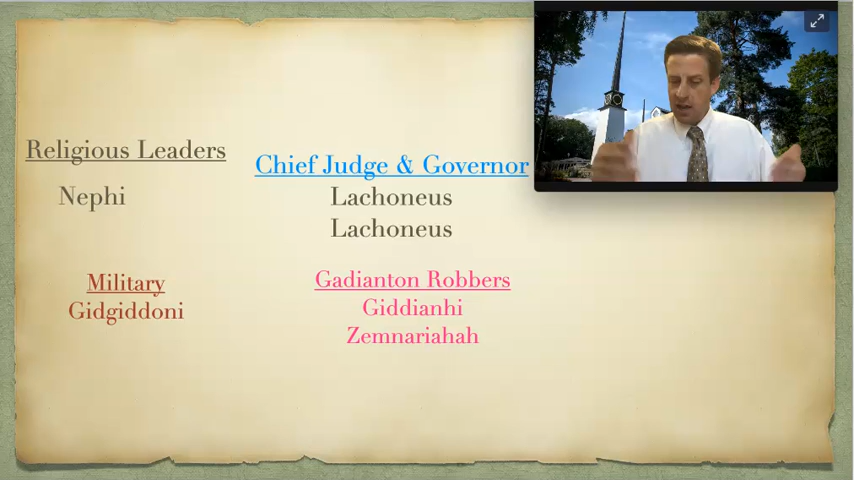 Religious Leaders
Nephi
Chief Judge & Governor
Lachoneus
Lachoneus
Military
Gidgiddoni
Gadianton Robbers
Giddianhi
Zemnariahah